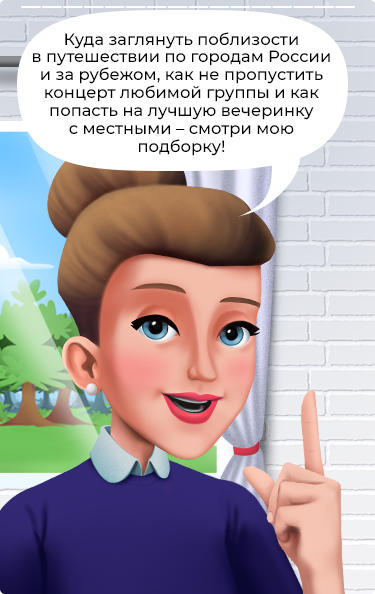 Куда заглянуть поблизости
в путешествии по городам России
и за рубежом, как не пропустить
концерт любимой группы и как
попасть на лучшую вечеринку
с местными – смотри мою
подборку!